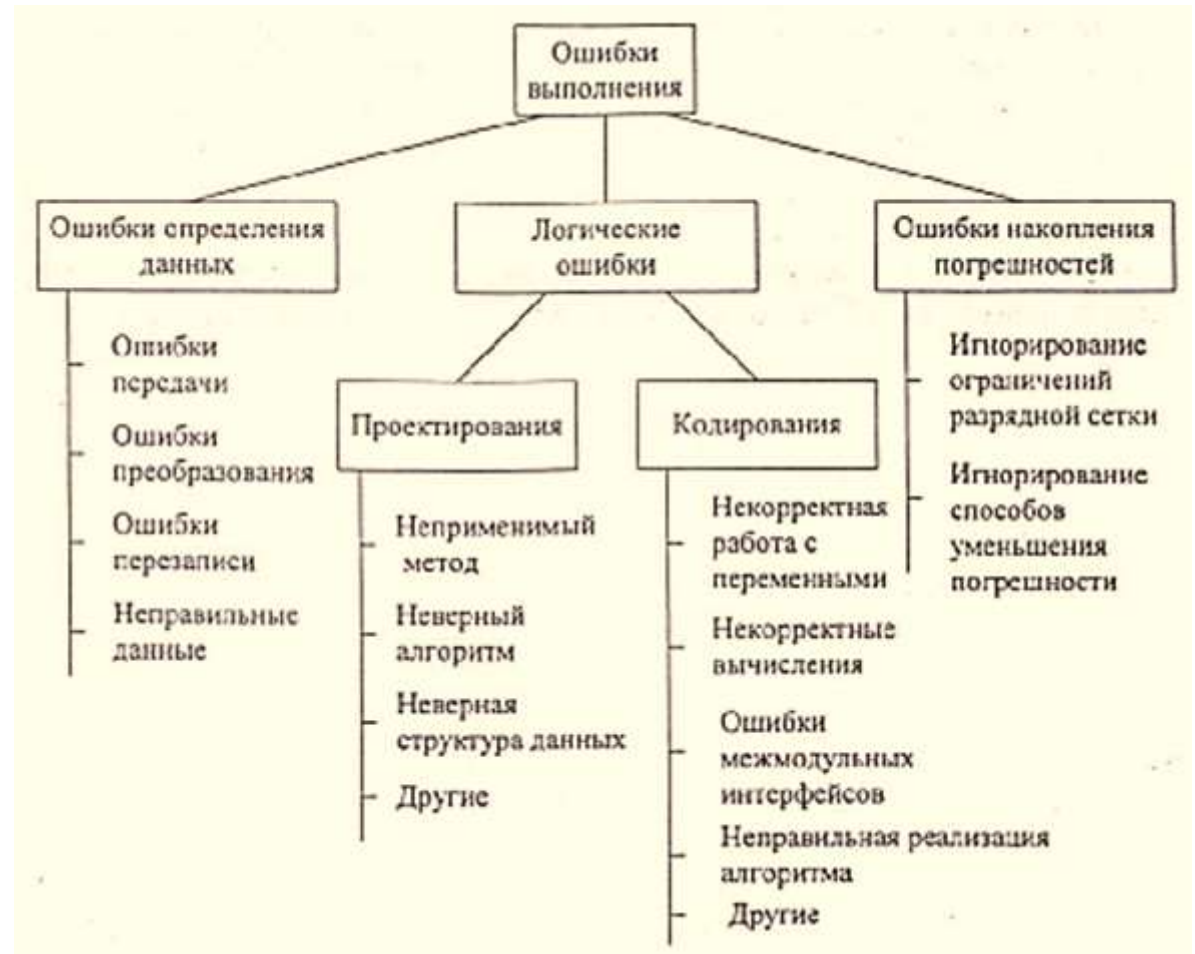 Ошибки
выполнения
Ошибки определения
данных
Логические
ошибки
Ошибки накопления
погрешностей
Ошибки
передачи
Ошибки
преобразования
Ошибки
перезаписи
Неправильные
данные
Проектирования
Неприменимый
метод
Неверный
алгоритм
Неверная
структура данных
Другие
Кодирования
Некорректная
работа с
переменными
Некорректные
вычисления
Ошибки
межмодульных
интерфейсов
Неправильная реализация
алгоритма
Другие
Игнорирование
ограничений
разрядной сетки
Игнорирование
способов
уменьшения
погрешности